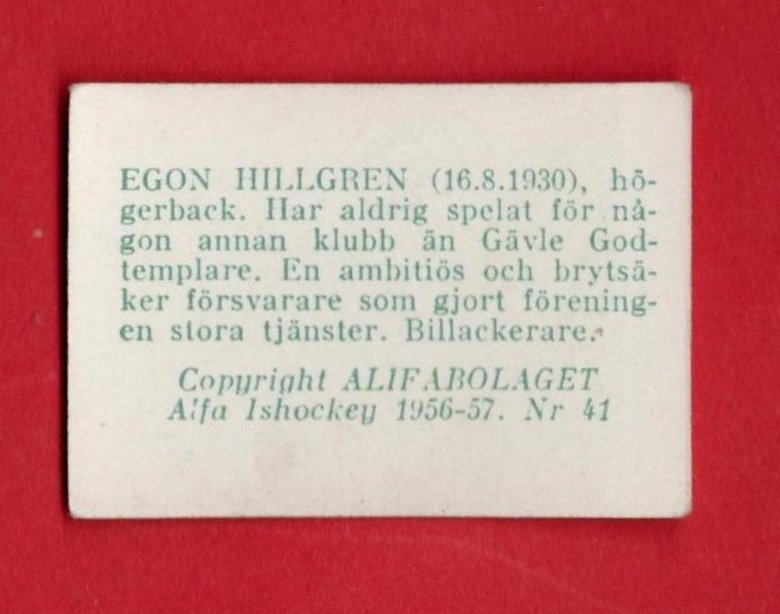 EGON HILLGREN (16.8.1930), hö-
gerback. Har aldrig spelat för nå-
gon annan klubb än Gävle God-
templare. En ambitiös och brytsä-
ker försvarare som gjort förening-
en stora tjänster. Billackerare.
Copyright ALIFABOLAGET
Alfa Ishockey 1956-57. Nr 41